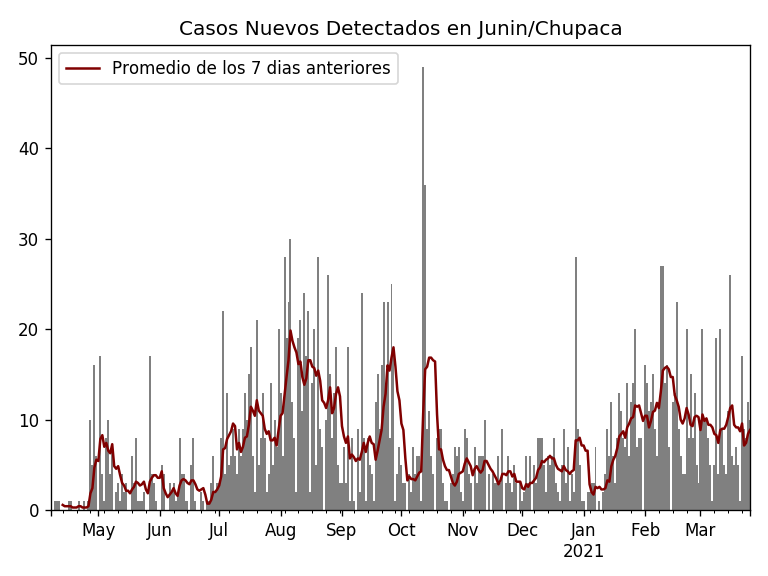 Casos Nuevos Detectados en Junin/Chupaca
Promedio de los 7 dias anteriores
50
40
30
20
10
0
May Jun Jul Aug Sep Oct Nov Dec Jan Feb Mar
2021